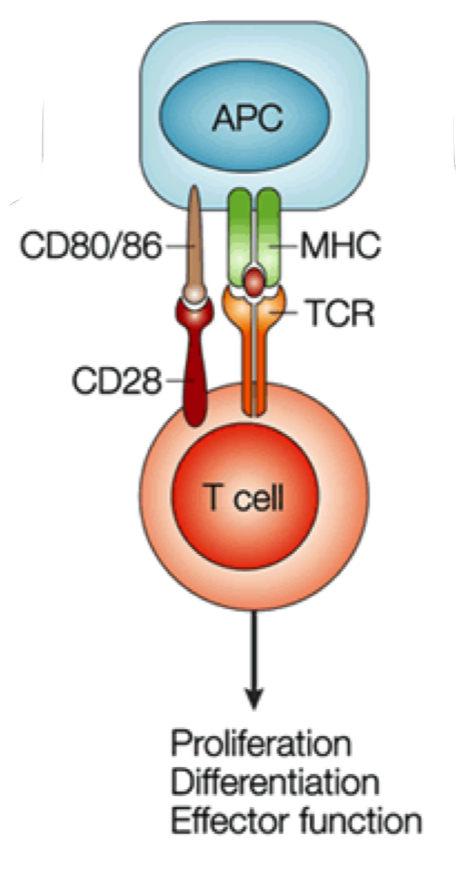 APC
CD80/86
MHC
TCR
CD28
T cell
Proliferation
Differentiation
Effector function